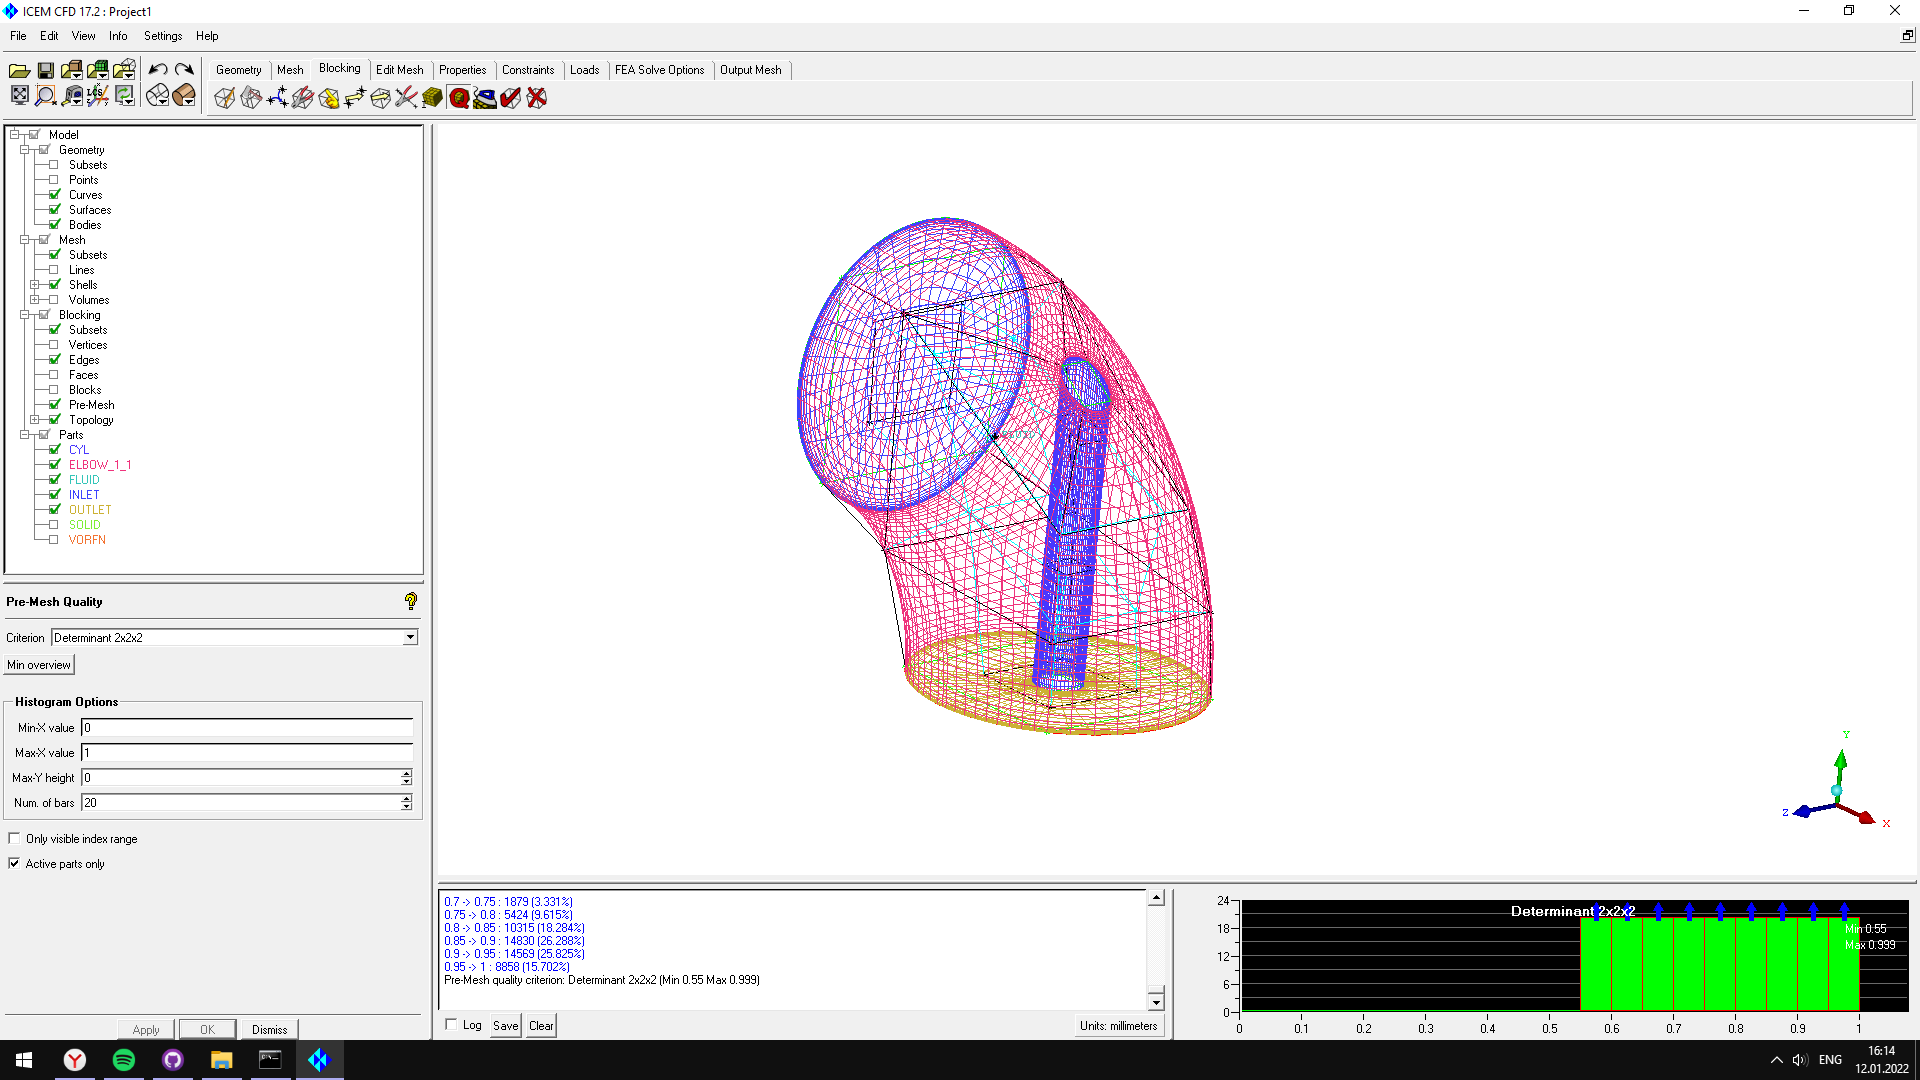 ICEM CFD 17.2 : Project1
File Edit View Info Settings Help
Geometry Mesh Blocking Edit Mesh Properties Constraints Loads FEA Solve Options Output Mesh
LCS
Model
Geometry
Subsets
Points
Curves
Surfaces
Bodies
Mesh
Subsets
Lines
Shells
Volumes
Blocking
Subsets
Vertices
Edges
Faces
Blocks
Pre-Mesh
Topology
Parts
CYL
ELBOW_1_1
FLUID
INLET
OUTLET
SOLID
VORFN
Pre-Mesh Quality
Criterion Determinant 2x2x2
Min overview
Histogram Options
Min-X value 0
Max-X value 1
Max-Y height 0
Num. of bars 20
Only visible index range
Active parts only
Apply OK Dismiss
Y
Z
X
0.7 -> 0.75 : 1879 (3.331%)
0.75 -> 0.8 : 5424 (9.615%)
0.8 -> 0.85 : 10315 (18.284%)
0.85 -> 0.9 : 14830 (26.288%)
0.9 -> 0.95 : 14569 (25.825%)
0.95 -> 1 : 8858 (15.702%)
Pre-Mesh quality criterion: Determinant 2x2x2 (Min 0.55 Max 0.999)
Log Save Clear
Units: millimeters
Determinant 2x2x2
Min 0.55
Max 0.999
24
18
12
6
0
0 0.1 0.2 0.3 0.4 0.5 0.6 0.7 0.8 0.9 1
ENG
16:14
12.01.2022